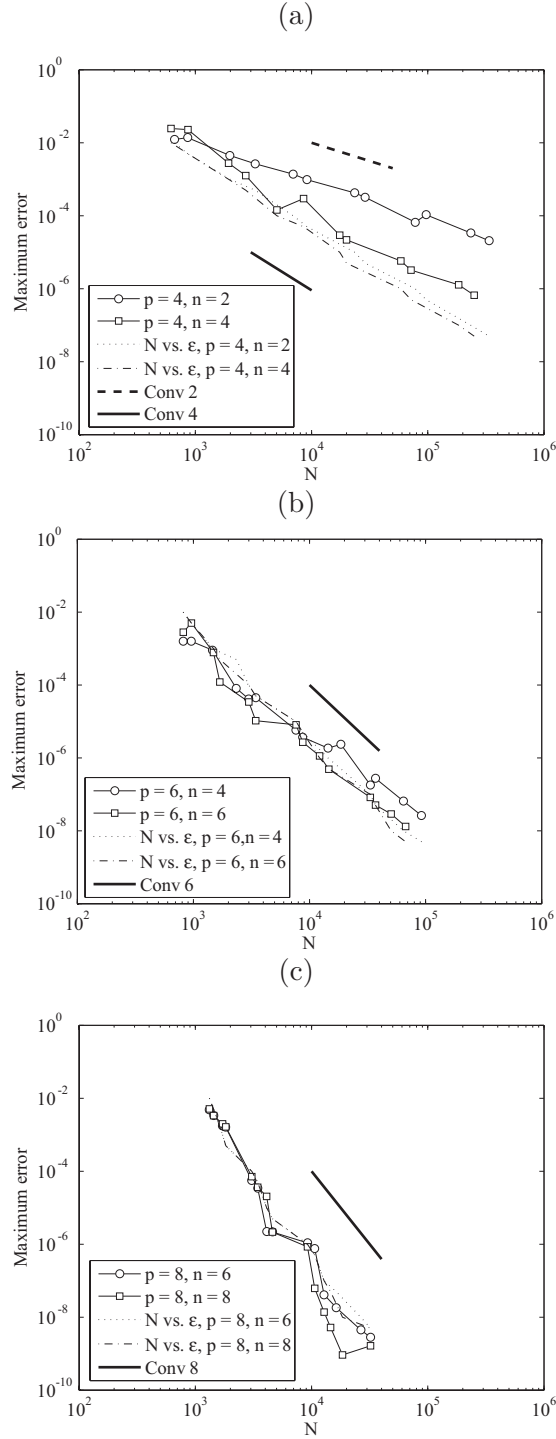 (a)
10^0
10^-2
10^-4
10^-6
10^-8
10^-10
Maximum error
p = 4, n = 2
p = 4, n = 4
N vs. ε, p = 4, n = 2
N vs. ε, p = 4, n = 4
Conv 2
Conv 4
10^2
10^3
10^4
10^5
10^6
N
(b)
10^0
10^-2
10^-4
10^-6
10^-8
10^-10
Maximum error
p = 6, n = 4
p = 6, n = 6
N vs. ε, p = 6,n = 4
N vs. ε, p = 6, n = 6
Conv 6
10^2
10^3
10^4
10^5
10^6
N
(c)
10^0
10^-2
10^-4
10^-6
10^-8
10^-10
Maximum error
p = 8, n = 6
p = 8, n = 8
N vs. ε, p = 8, n = 6
N vs. ε, p = 8, n = 8
Conv 8
10^2
10^3
10^4
10^5
10^6
N